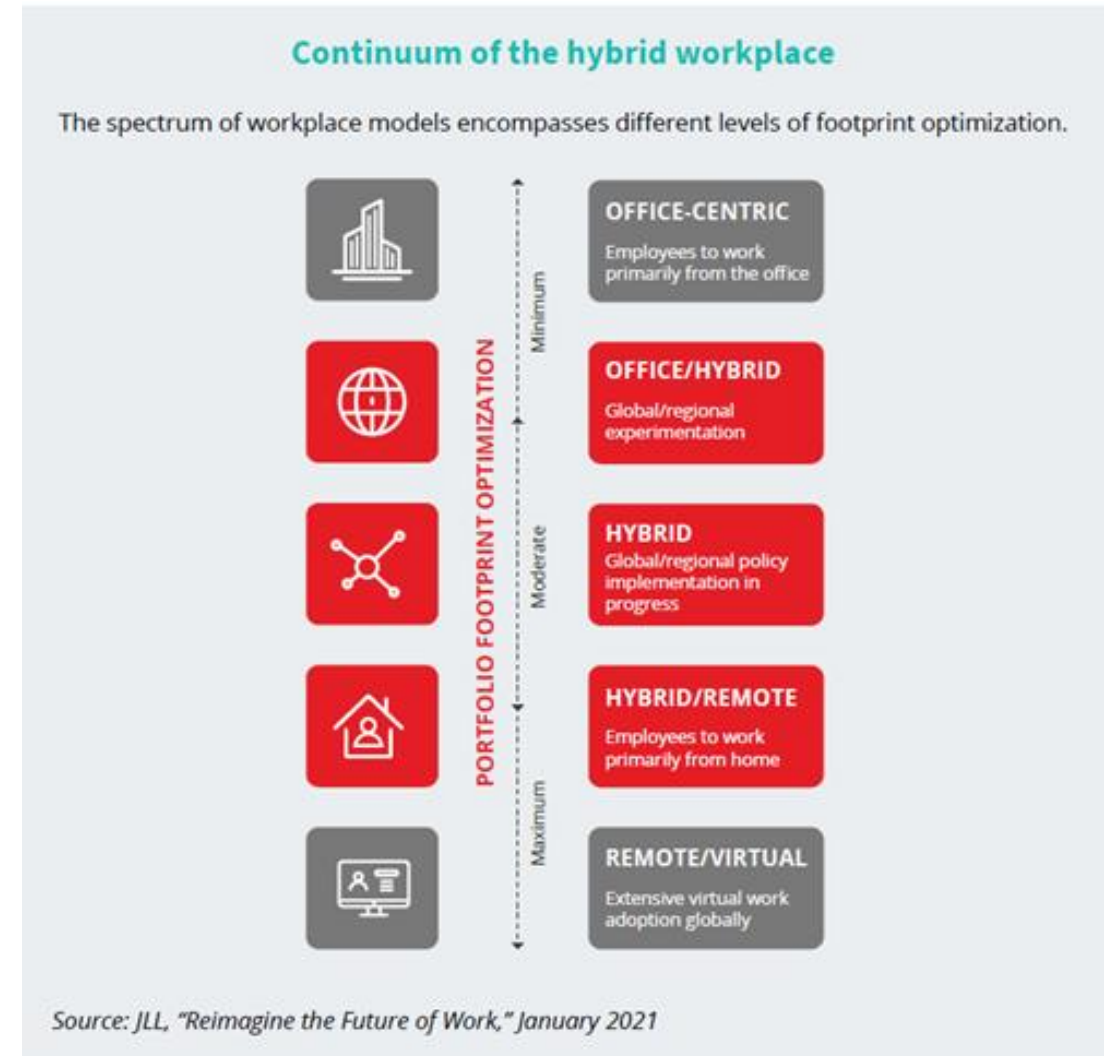 Continuum of the hybrid workplace
The spectrum of workplace models encompasses different levels of footprint optimization.
PORTFOLIO FOOTPRINT OPTIMIZATION
Minimum
Moderate
Maximum
OFFICE-CENTRIC
Employees to work
primarily from the office
OFFICE/HYBRID
Global/regional
experimentation
HYBRID
Global/regional policy
implementation in
progress
HYBRID/REMOTE
Employees to work
primarily from home
REMOTE/VIRTUAL
Extensive virtual work
adoption globally
Source: JLL, “Reimagine the Future of Work,” January 2021